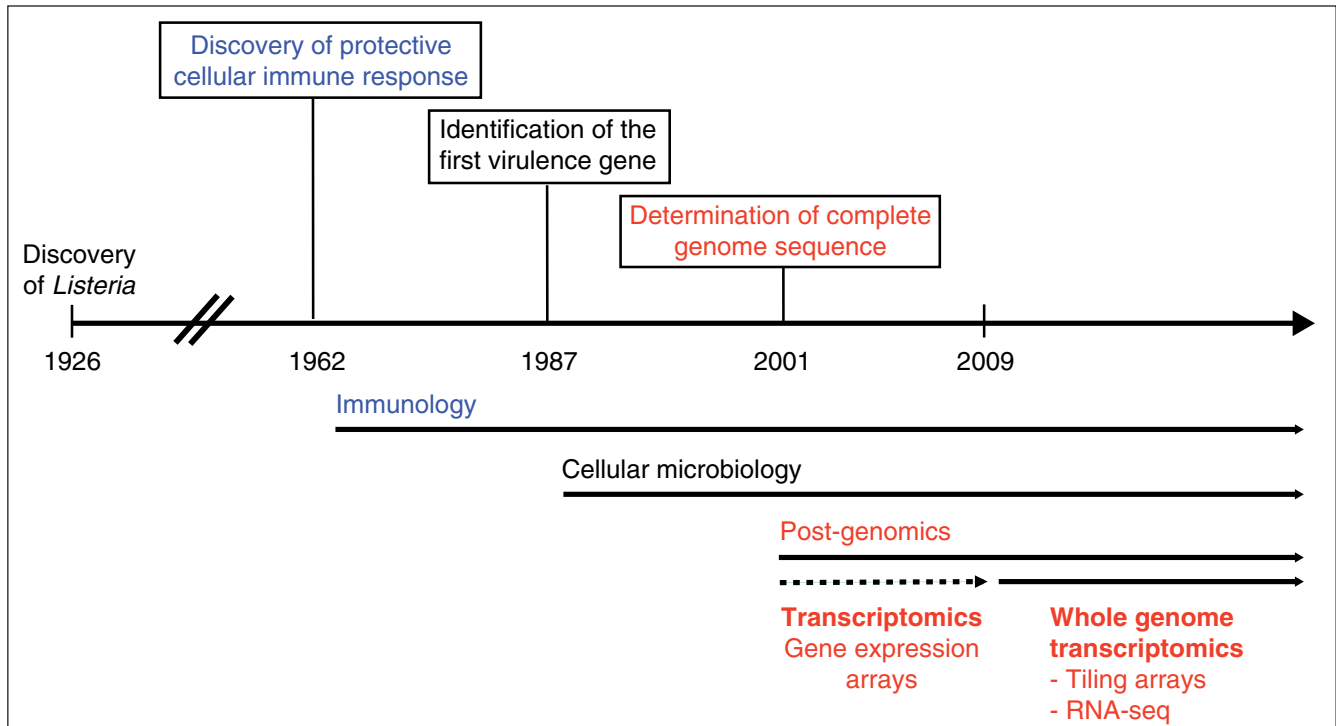 Discovery of protective
cellular immune response
Identification of the
first virulence gene
Determination of complete
genome sequence
Discovery
of Listeria
1926
1962
1987
2001
2009
Immunology
Cellular microbiology
Post-genomics
Transcriptomics
Gene expression
arrays
Whole genome
transcriptomics
- Tiling arrays
- RNA-seq